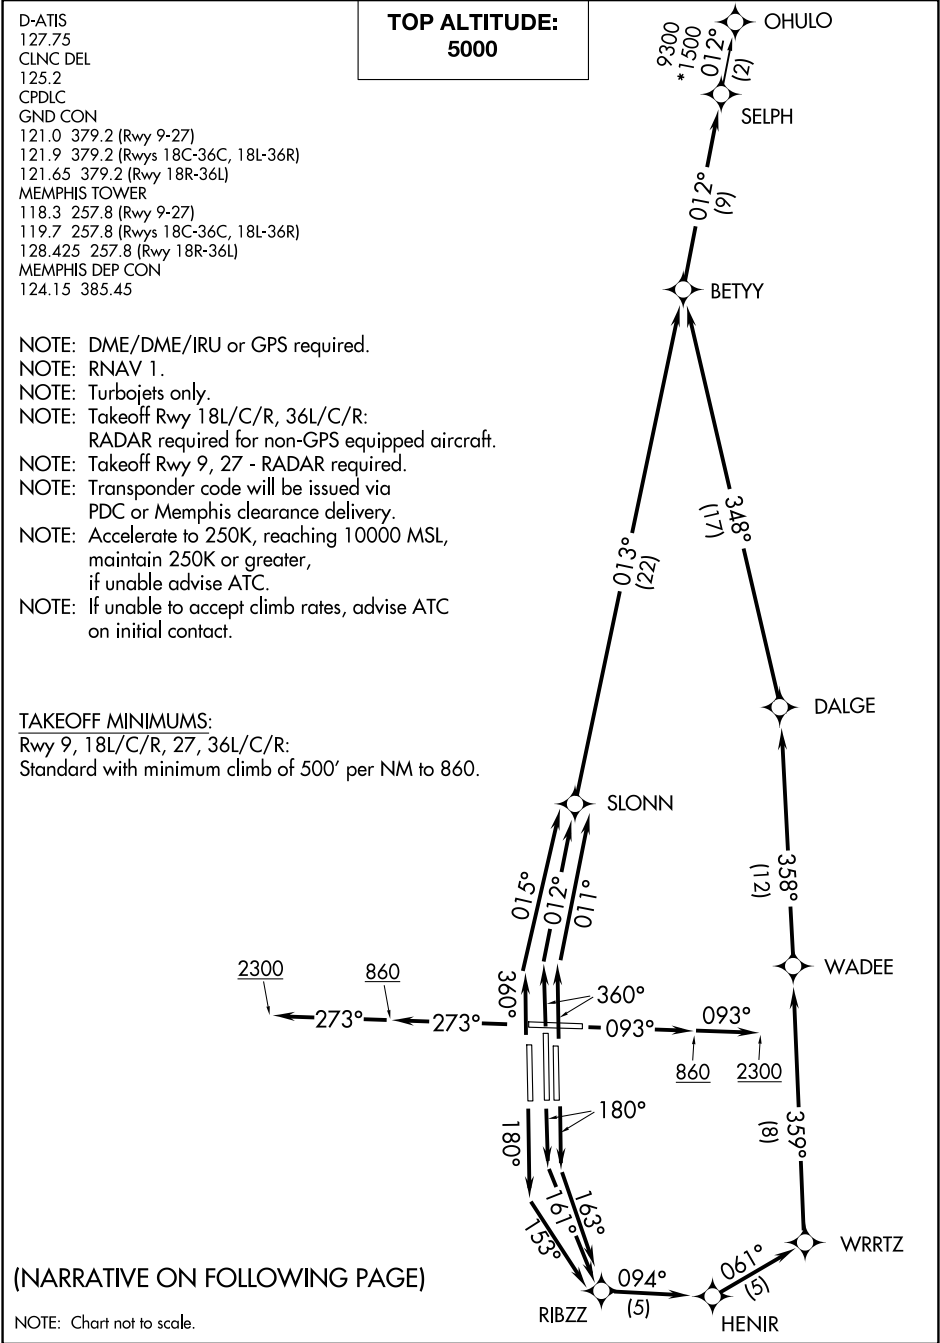 D-ATIS
127.75
CLNC DEL
125.2
CPDLC
GND CON
121.0 379.2 (Rwy 9-27)
121.9 379.2 (Rwys 18C-36C, 18L-36R)
121.65 379.2 (Rwy 18R-36L)
MEMPHIS TOWER
118.3 257.8 (Rwy 9-27)
119.7 257.8 (Rwys 18C-36C, 18L-36R)
128.425 257.8 (Rwy 18R-36L)
MEMPHIS DEP CON
124.15 385.45
TOP ALTITUDE:
5000
NOTE: DME/DME/IRU or GPS required.
NOTE: RNAV 1.
NOTE: Turbojets only.
NOTE: Takeoff Rwy 18L/C/R, 36L/C/R:
RADAR required for non-GPS equipped aircraft.
NOTE: Takeoff Rwy 9, 27 - RADAR required.
NOTE: Transponder code will be issued via
PDC or Memphis clearance delivery.
NOTE: Accelerate to 250K, reaching 10000 MSL,
maintain 250K or greater,
if unable advise ATC.
NOTE: If unable to accept climb rates, advise ATC
on initial contact.
TAKEOFF MINIMUMS:
Rwy 9, 18L/C/R, 27, 36L/C/R:
Standard with minimum climb of 500' per NM to 860.
OHULO
9300
*1500
012°
(2)
SELPH
012°
(9)
BETYY
013°
(22)
348°
(17)
DALGE
SLONN
015°
012°
011°
358°
(12)
WADEE
2300
860
360°
360°
273°
273°
093°
093°
860
2300
180°
180°
359°
(8)
153°
161°
163°
WRRTZ
094°
(5)
061°
(5)
RIBZZ
HENIR
(NARRATIVE ON FOLLOWING PAGE)
NOTE: Chart not to scale.